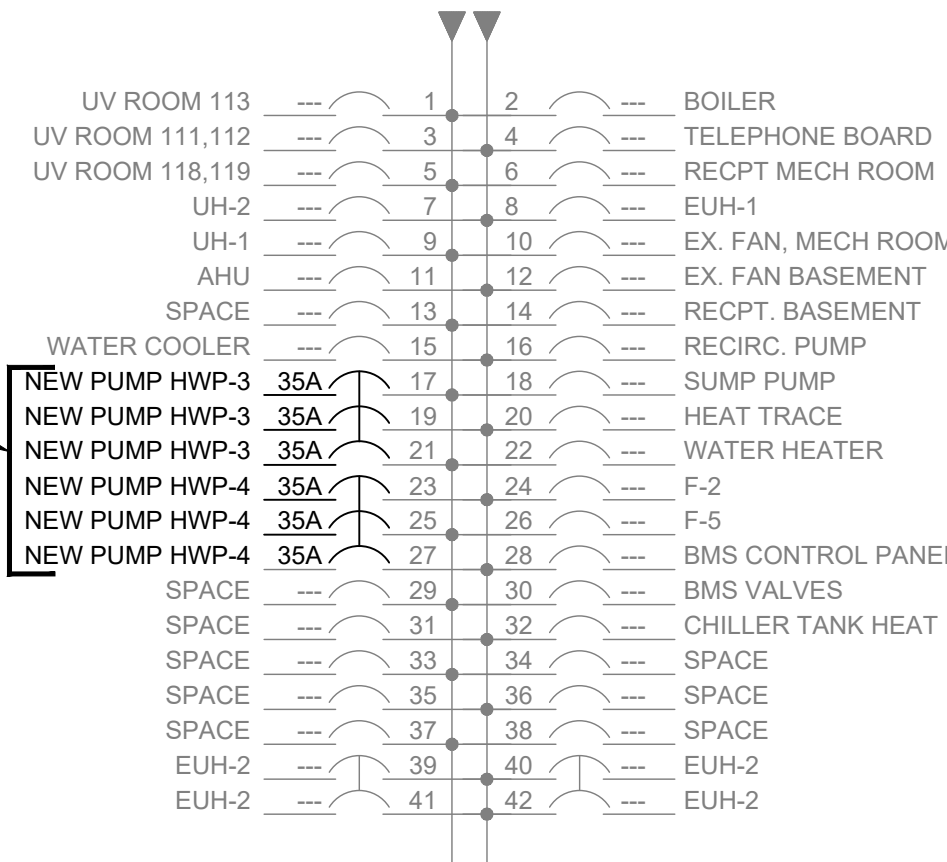 UV ROOM 113 --- 1 2 --- BOILER
UV ROOM 111,112 --- 3 4 --- TELEPHONE BOARD
UV ROOM 118,119 --- 5 6 --- RECPT MECH ROOM
UH-2 --- 7 8 --- EUH-1
UH-1 --- 9 10 --- EX. FAN, MECH ROOM
AHU --- 11 12 --- EX. FAN BASEMENT
SPACE --- 13 14 --- RECPT. BASEMENT
WATER COOLER --- 15 16 --- RECIRC. PUMP
NEW PUMP HWP-3 35A 17 18 --- SUMP PUMP
NEW PUMP HWP-3 35A 19 20 --- HEAT TRACE
NEW PUMP HWP-3 35A 21 22 --- WATER HEATER
NEW PUMP HWP-4 35A 23 24 --- F-2
NEW PUMP HWP-4 35A 25 26 --- F-5
NEW PUMP HWP-4 35A 27 28 --- BMS CONTROL PANEL
SPACE --- 29 30 --- BMS VALVES
SPACE --- 31 32 --- CHILLER TANK HEAT
SPACE --- 33 34 --- SPACE
SPACE --- 35 36 --- SPACE
SPACE --- 37 38 --- SPACE
EUH-2 --- 39 40 --- EUH-2
EUH-2 --- 41 42 --- EUH-2